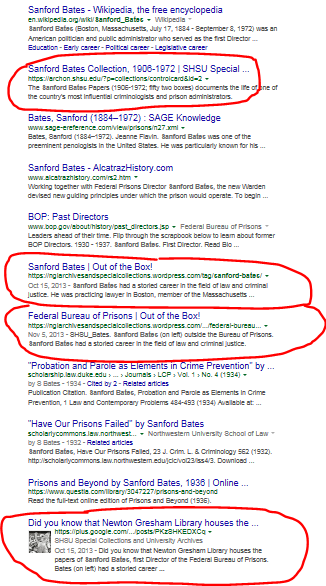 Sanford Bates - Wikipedia, the free encyclopedia
en.wikipedia.org/wiki/Sanford_Bates ▾ Wikipedia ▾
Sanford Bates (Boston, Massachusetts, July 17, 1884 - September 8, 1972) was an
American politician and public administrator who served as the first Director ...
Education - Early career - Political career - Legislative career
Sanford Bates Collection, 1906-1972 | SHSU Special ...
https://archon.shsu.edu/?p=collections/controlcard&id=2 ▾
The Sanford Bates Papers (1906-1972; fifty two boxes) documents the life of one of
the country's most influential criminologists and prison administrators.
Bates, Sanford (1884–1972) : SAGE Knowledge
www.sage-ereference.com/view/prisons/n27.xml ▾
Bates, Sanford (1884–1972). Jeanne Flavin. Sanford Bates was one of the
preeminent penologists in the United States. He was particularly known for his ...
Sanford Bates - AlcatrazHistory.com
www.alcatrazhistory.com/rs2.htm ▾
Working together with Federal Prisons Director Sanford Bates, the new Warden
devised new guiding principles under which the prison would operate. To begin ...
BOP: Past Directors
www.bop.gov/about/history/past_directors.jsp ▾ Federal Bureau of Prisons ▾
Leaders ahead of their time. Flip through the scrapbook below to learn about former
BOP Directors. 1930 - 1937. Sanford Bates. First Director. Read Bio ...
Sanford Bates | Out of the Box!
https://nglarchivesandspecialcollections.wordpress.com/tag/sanford-bates/ ▾
Oct 15, 2013 - Sanford Bates had a storied career in the field of law and criminal
justice. He was practicing lawyer in Boston, member of the Massachusetts ...
Federal Bureau of Prisons | Out of the Box!
https://nglarchivesandspecialcollections.wordpress.com/.../federal-bureau... ▾
Nov 5, 2013 - SHSU_Bates. Sanford Bates (on left) outside the Bureau of Prisons.
Sanford Bates had a storied career in the field of law and criminal justice.
"Probation and Parole as Elements in Crime Prevention" by ...
scholarship.law.duke.edu › ... › Journals › LCP › Vol. 1 › No. 4 (1934) ▾
by S Bates - 1934 - Cited by 2 - Related articles
Publication Citation. Sanford Bates, Probation and Parole as Elements in Crime
Prevention, 1 Law and Contemporary Problems 484-493 (1934) Available at: ...
"Have Our Prisons Failed" by Sanford Bates
scholarlycommons.law.northwest... ▾ Northwestern University School of Law ▾
by S Bates - 1932 - Related articles
Sanford Bates, Have Our Prisons Failed, 23 J. Crim. L. & Criminology 562 (1932).
http://scholarlycommons.law.northwestern.edu/jclc/vol23/iss4/3. Download ...
Prisons and Beyond by Sanford Bates, 1936 | Online ...
https://www.questia.com/library/3047227/prisons-and-beyond
Read the full-text online edition of Prisons and Beyond (1936).
Did you know that Newton Gresham Library houses the ...
https://plus.google.com/.../posts/PKz8HKEDXCq ▾
SHSU Special Collections and University Archives
Oct 15, 2013 - Did you know that Newton Gresham Library houses the
papers of Sanford Bates, first Director of the Federal Bureau of Prisons.
Bates (on left) had a storied career ...